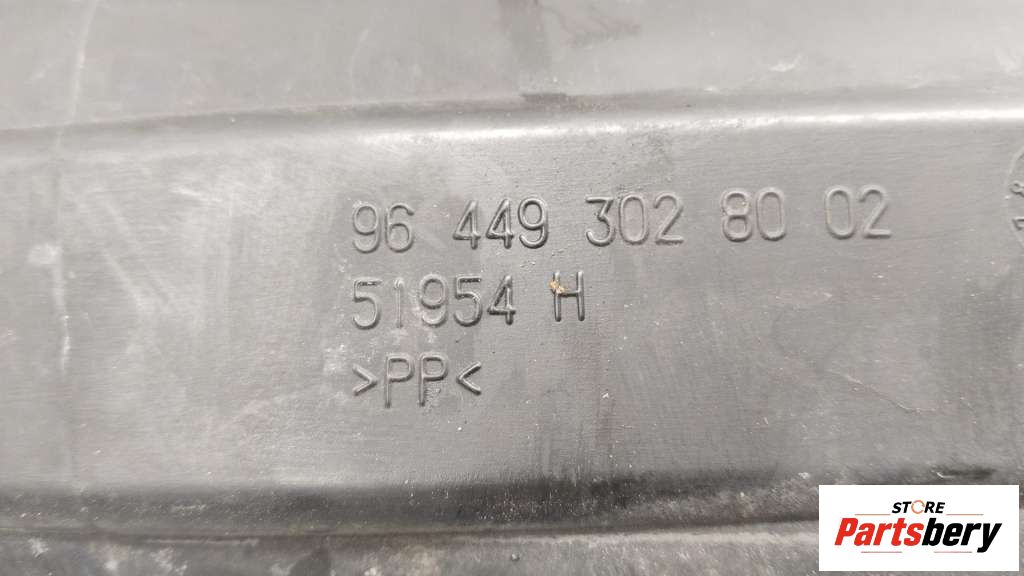 96 449 302 80 02
51954 H
>PP<
STORE
Partsbery